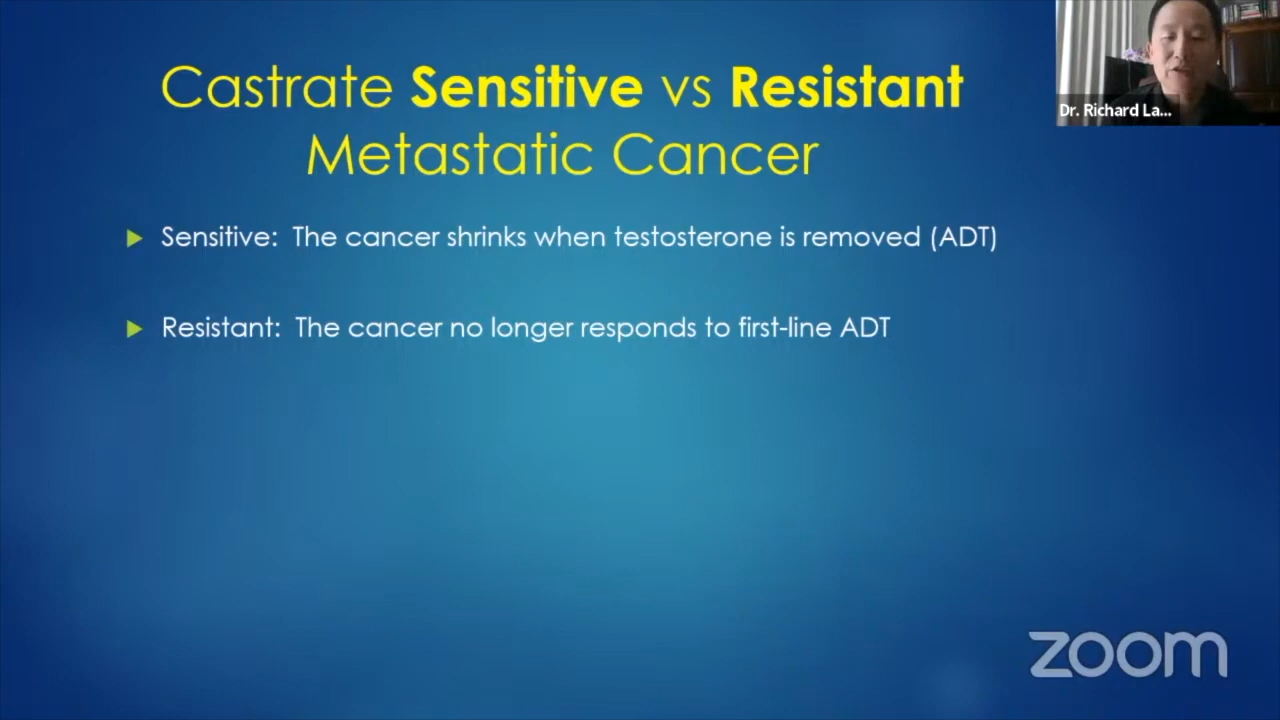 Castrate Sensitive vs Resistant
Metastatic Cancer
Dr. Richard La...
Sensitive: The cancer shrinks when testosterone is removed (ADT)
Resistant: The cancer no longer responds to first-line ADT
zoom